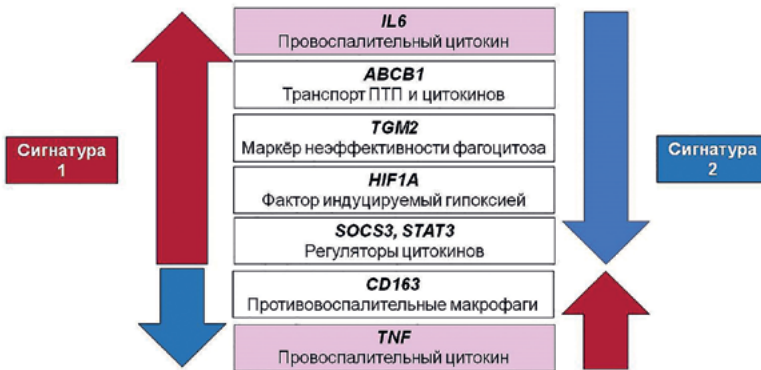 IL6
Провоспалительный цитокин
ABCB1
Транспорт ПТП и цитокинов
TGM2
Маркёр неэффективности фагоцитоза
Сигнатура
1
HIF1A
Фактор индуцируемый гипоксией
Сигнатура
2
SOCS3, STAT3
Регуляторы цитокинов
CD163
Противовоспалительные макрофаги
TNF
Провоспалительный цитокин